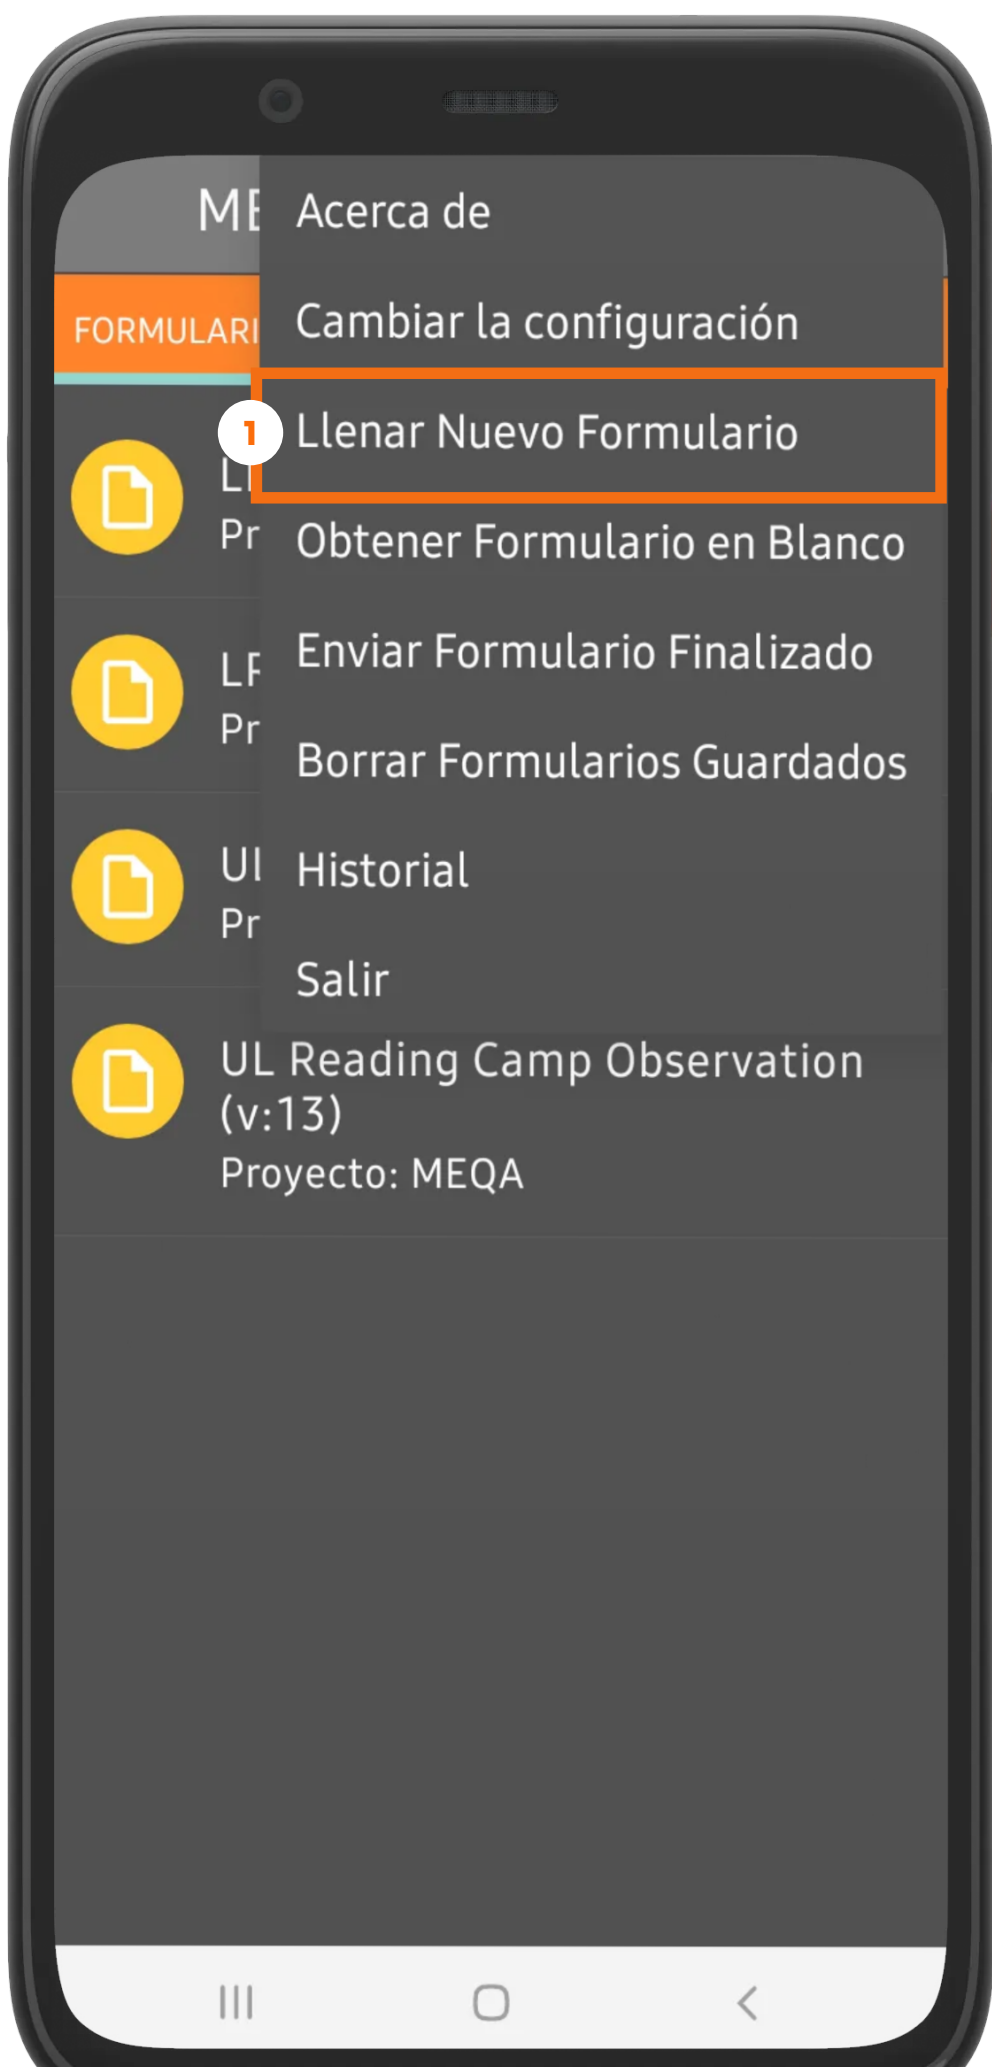 Acerca de
Cambiar la configuración
FORMULARI
1 Llenar Nuevo Formulario
Pr
Obtener Formulario en Blanco
Enviar Formulario Finalizado
Pr
Borrar Formularios Guardados
Historial
Pr
Salir
UL Reading Camp Observation
(v:13)
Proyecto: MEQA